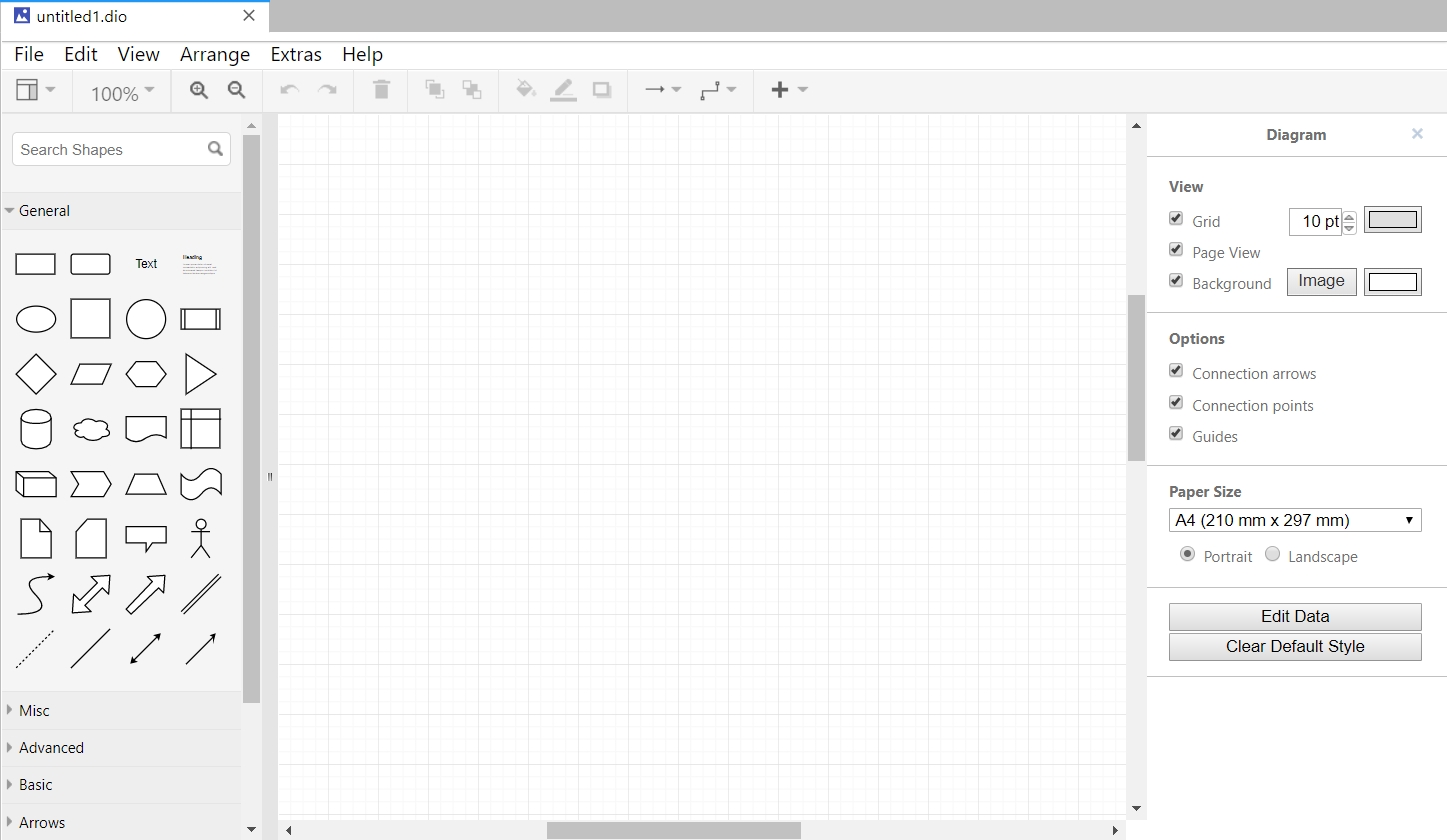 untitled1.dio
File Edit View Arrange Extras Help
100%
Search Shapes
General
Text
Heading
Misc
Advanced
Basic
Arrows
Diagram
View
Grid 10 pt
Page View
Background Image
Options
Connection arrows
Connection points
Guides
Paper Size
A4 (210 mm x 297 mm)
Portrait Landscape
Edit Data
Clear Default Style